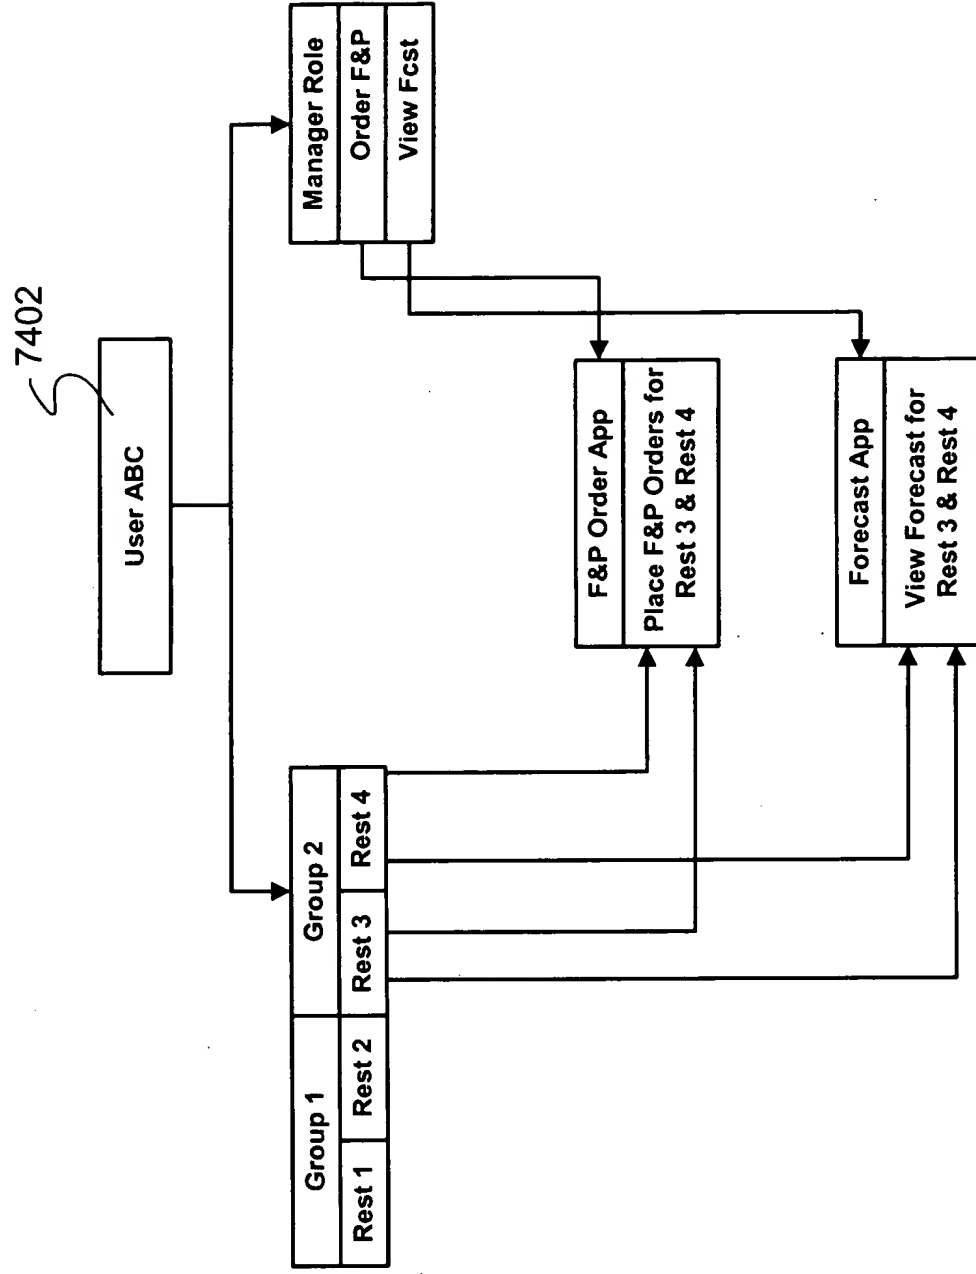 7402
User ABC
Group 1
Group 2
Rest 1
Rest 2
Rest 3
Rest 4
Manager Role
Order F&P
View Fcst
F&P Order App
Place F&P Orders for
Rest 3 & Rest 4
Forecast App
View Forecast for
Rest 3 & Rest 4